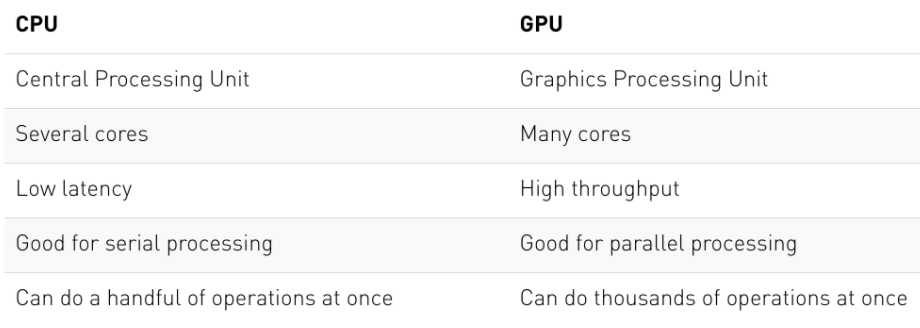 CPU GPU
Central Processing Unit Graphics Processing Unit
Several cores Many cores
Low latency High throughput
Good for serial processing Good for parallel processing
Can do a handful of operations at once Can do thousands of operations at once